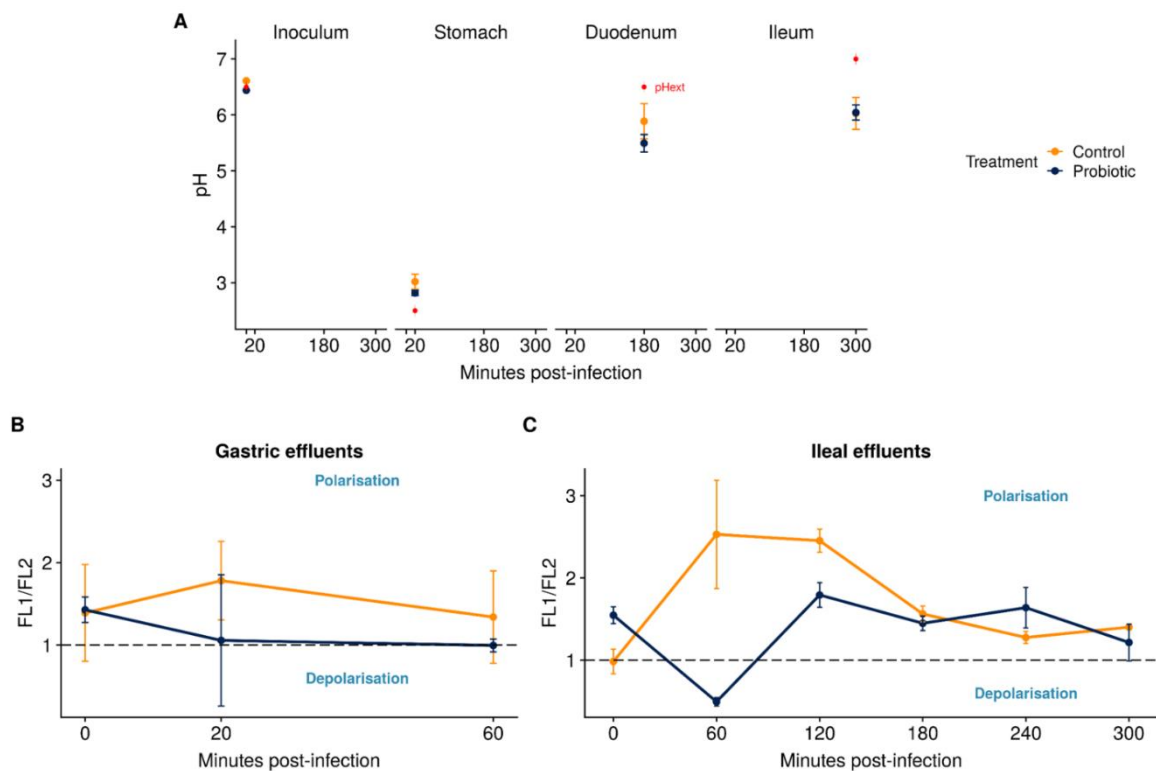 A
Inoculum Stomach Duodenum Ileum
7
6
5
4
3
pH
pHext
20 180 300 20 180 300 20 180 300 20 180 300
Minutes post-infection
Treatment
Control
Probiotic
B
Gastric effluents
Polarisation
Depolarisation
3
2
1
FL1/FL2
0 20 60
Minutes post-infection
C
Ileal effluents
Polarisation
Depolarisation
3
2
1
FL1/FL2
0 60 120 180 240 300
Minutes post-infection